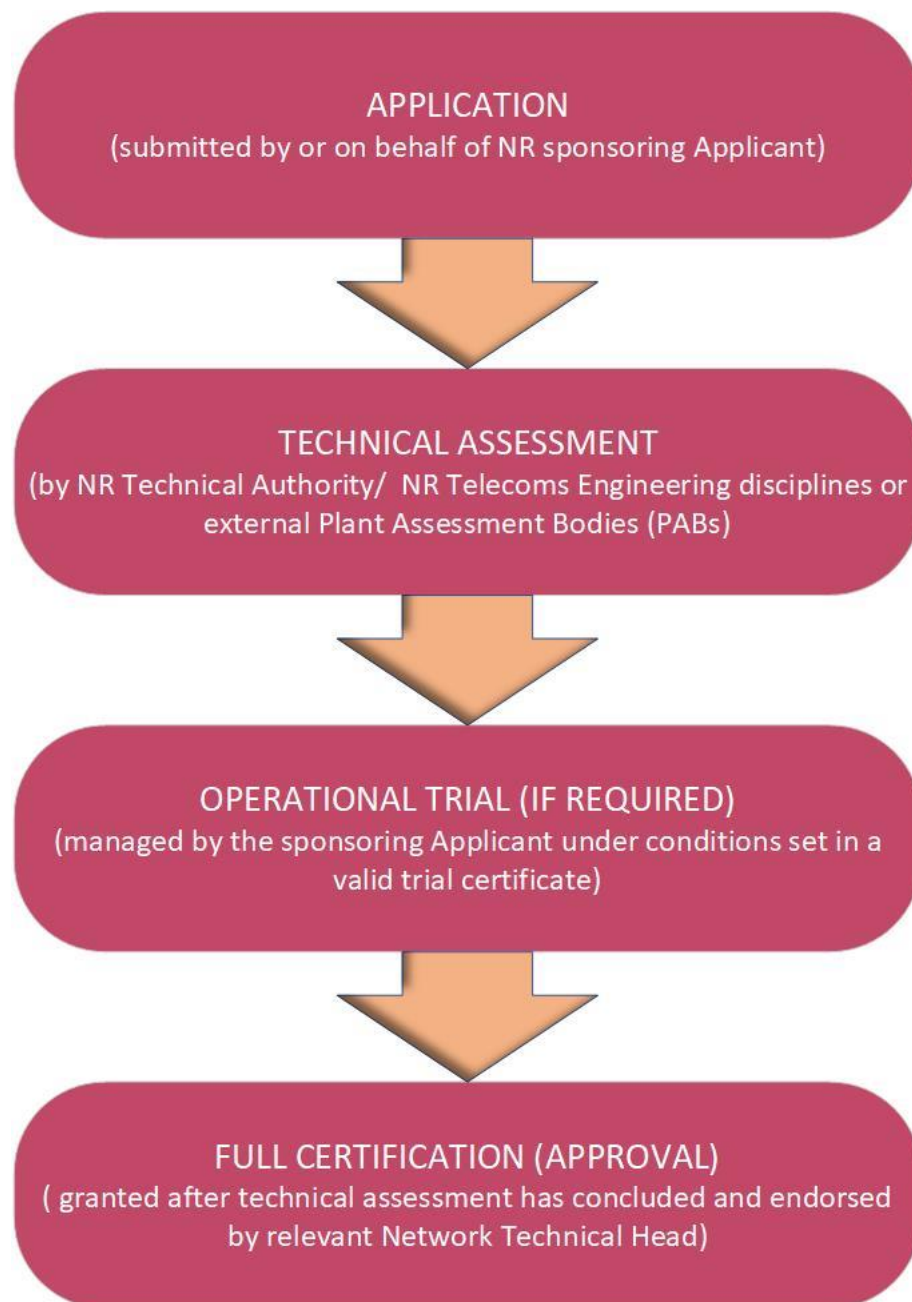 APPLICATION
(submitted by or on behalf of NR sponsoring Applicant)
TECHNICAL ASSESSMENT
(by NR Technical Authority/  NR Telecoms Engineering disciplines or
external Plant Assessment Bodies (PABs)
OPERATIONAL TRIAL (IF REQUIRED)
(managed by the sponsoring Applicant under conditions set in a
valid trial certificate)
FULL CERTIFICATION (APPROVAL)
( granted after technical assessment has concluded and endorsed
by relevant Network Technical Head)